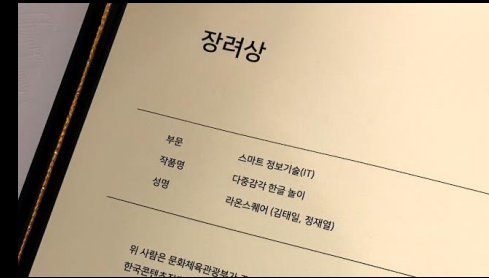 장려상
부문 스마트 정보기술(IT)
작품명 다중감각 한글 놀이
성명 라온스퀘어 (김태일, 정재열)
위 사람은 문화체육관광부가
한국콘텐츠진